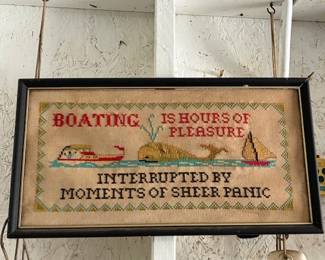 BOATING IS HOURS OF
PLEASURE
INTERRUPTED BY
MOMENTS OF SHEER PANIC